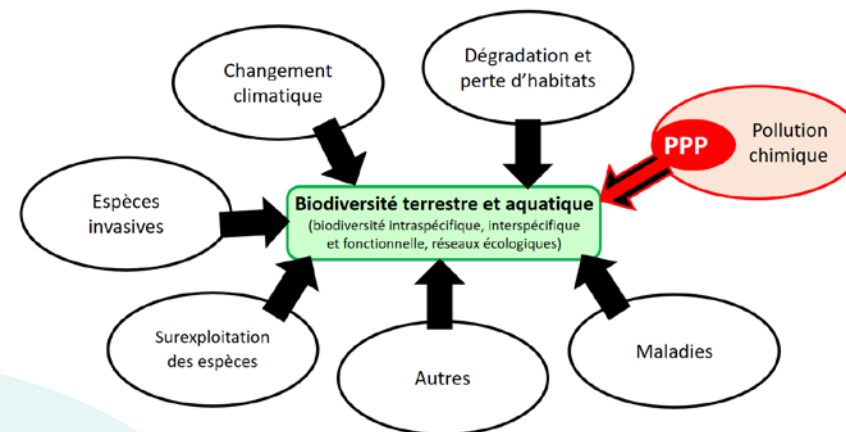 Changement
climatique
Dégradation et
perte d'habitats
PPP
Pollution
chimique
Espèces
invasives
Biodiversité terrestre et aquatique
(biodiversité intraspécifique, interspécifique
et fonctionnelle, réseaux écologiques)
Surexploitation
des espèces
Autres
Maladies